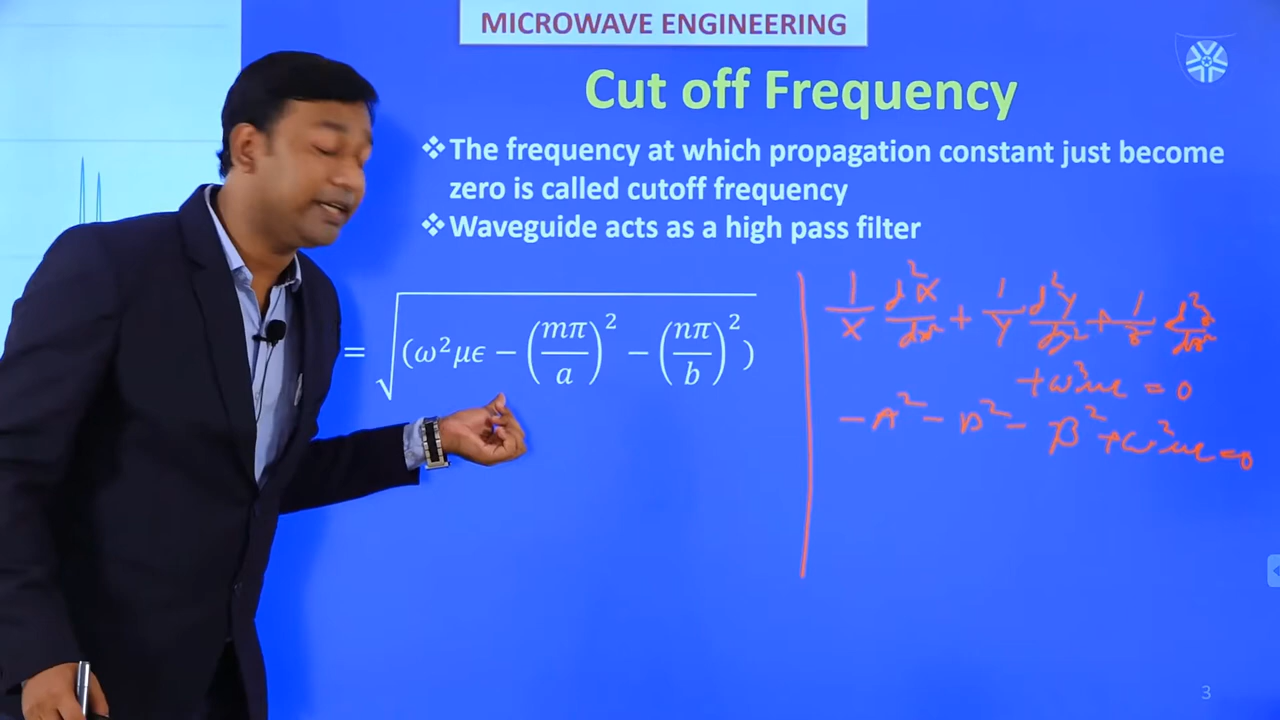 MICROWAVE ENGINEERING
Cut off Frequency
❖The frequency at which propagation constant just become
zero is called cutoff frequency
❖Waveguide acts as a high pass filter
= √(ω²μϵ − (mπ/a)² − (nπ/b)²)
1/X d²X/dx² + 1/Y d²Y/dy² + 1/Z d²Z/dz²
+ω²με = 0
−A² − B² − β² + ω²με = 0
3